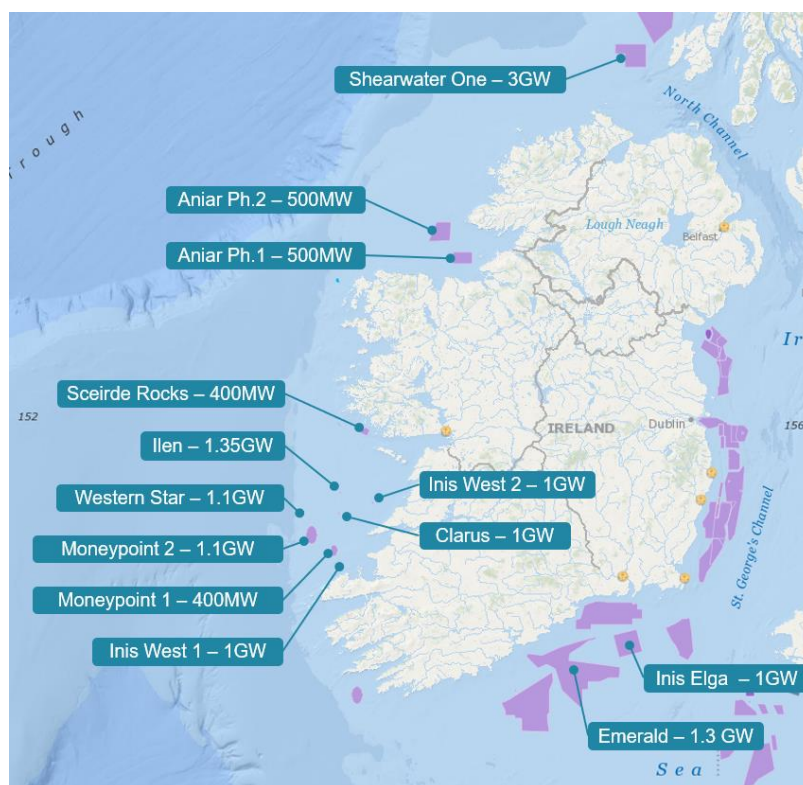 Shearwater One – 3GW
North Channel
Trough
Aniar Ph.2 – 500MW
Lough Neagh
Belfast
Aniar Ph.1 – 500MW
Ir
Sceirde Rocks – 400MW
152
IRELAND
Dublin
156
Ilen – 1.35GW
Inis West 2 – 1GW
Western Star – 1.1GW
Clarus – 1GW
Moneypoint 2 – 1.1GW
St. George's Channel
Moneypoint 1 – 400MW
Inis West 1 – 1GW
Inis Elga – 1GW
Emerald – 1.3 GW
Sea